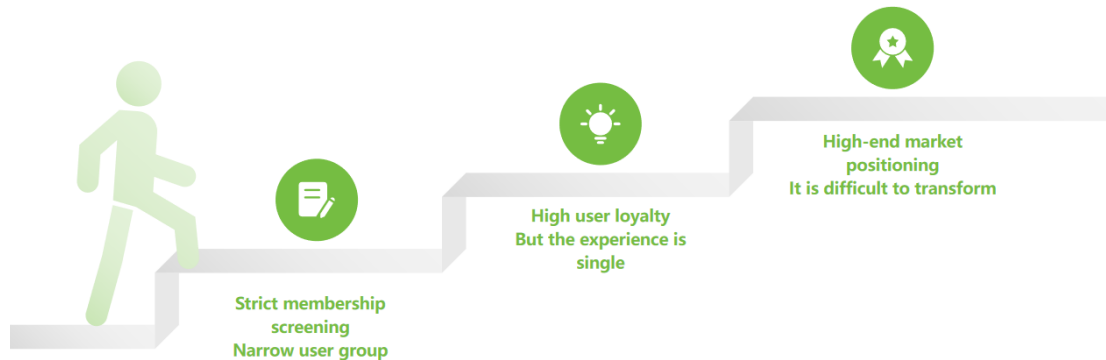 Strict membership
screening
Narrow user group
High user loyalty
But the experience is
single
High-end market
positioning
It is difficult to transform